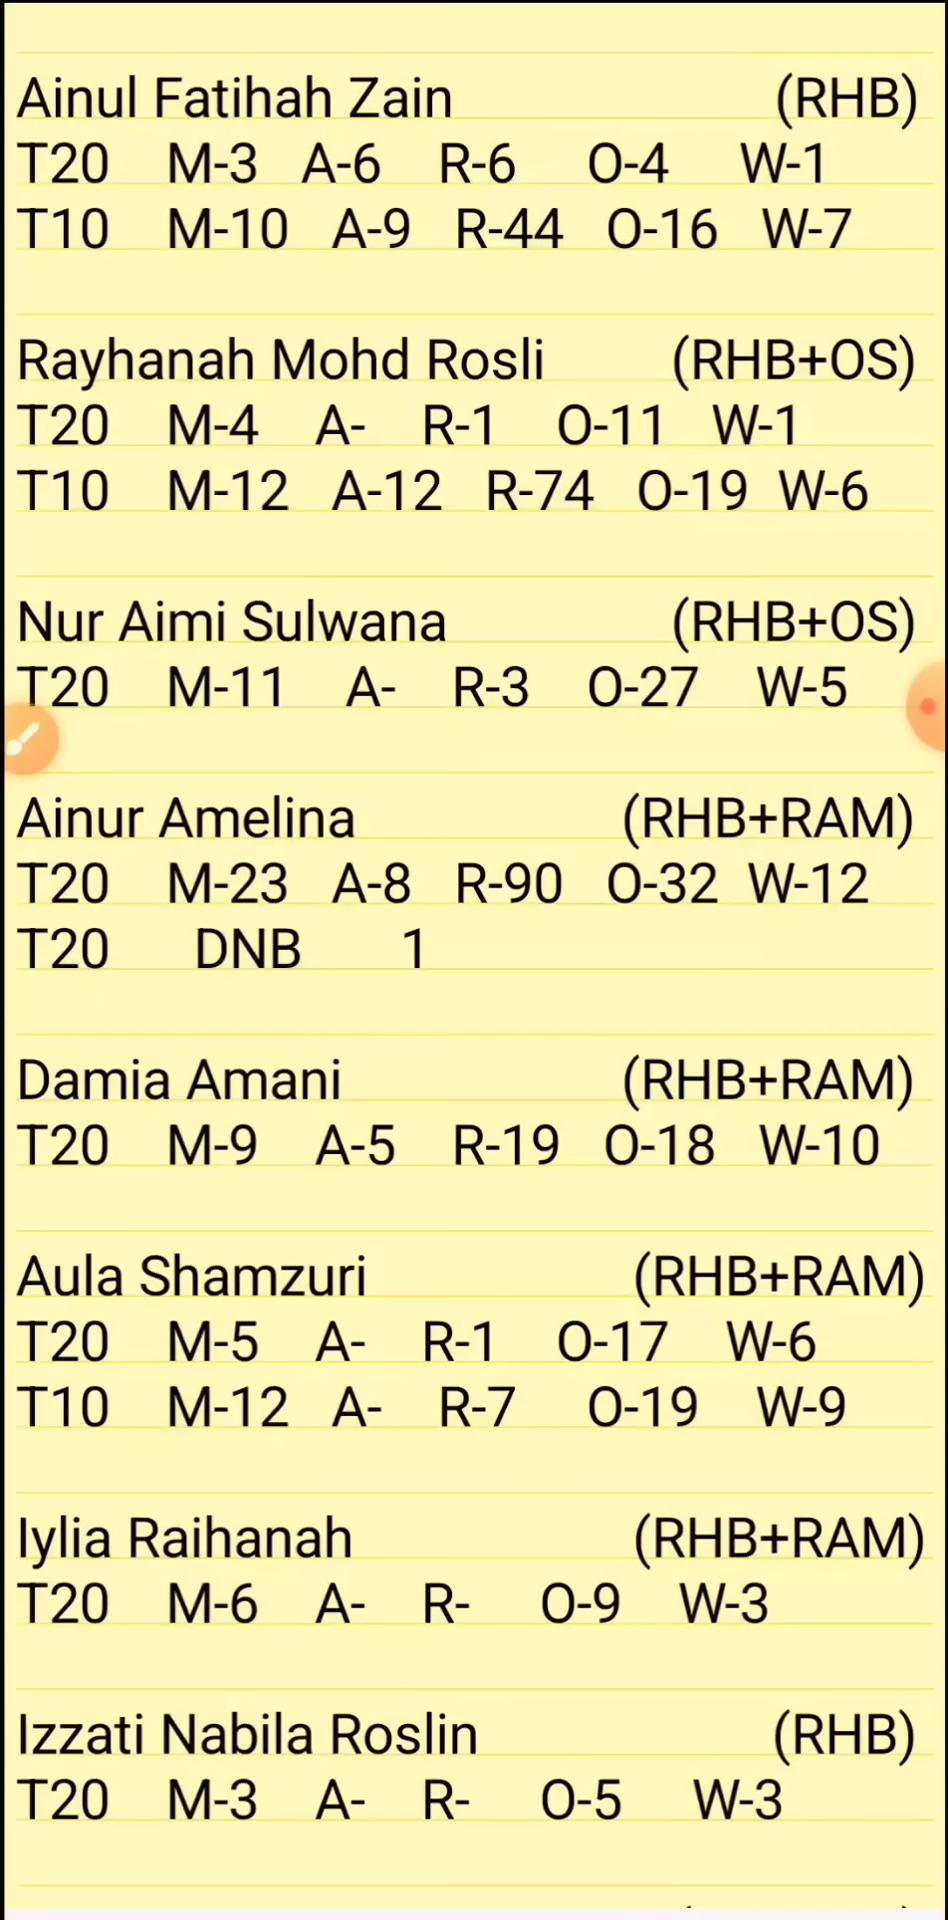 Ainul Fatihah Zain (RHB)
T20 M-3 A-6 R-6 O-4 W-1
T10 M-10 A-9 R-44 O-16 W-7
Rayhanah Mohd Rosli (RHB+OS)
T20 M-4 A- R-1 O-11 W-1
T10 M-12 A-12 R-74 O-19 W-6
Nur Aimi Sulwana (RHB+OS)
T20 M-11 A- R-3 O-27 W-5
Ainur Amelina (RHB+RAM)
T20 M-23 A-8 R-90 O-32 W-12
T20 DNB 1
Damia Amani (RHB+RAM)
T20 M-9 A-5 R-19 O-18 W-10
Aula Shamzuri (RHB+RAM)
T20 M-5 A- R-1 O-17 W-6
T10 M-12 A- R-7 O-19 W-9
Iylia Raihanah (RHB+RAM)
T20 M-6 A- R- O-9 W-3
Izzati Nabila Roslin (RHB)
T20 M-3 A- R- O-5 W-3